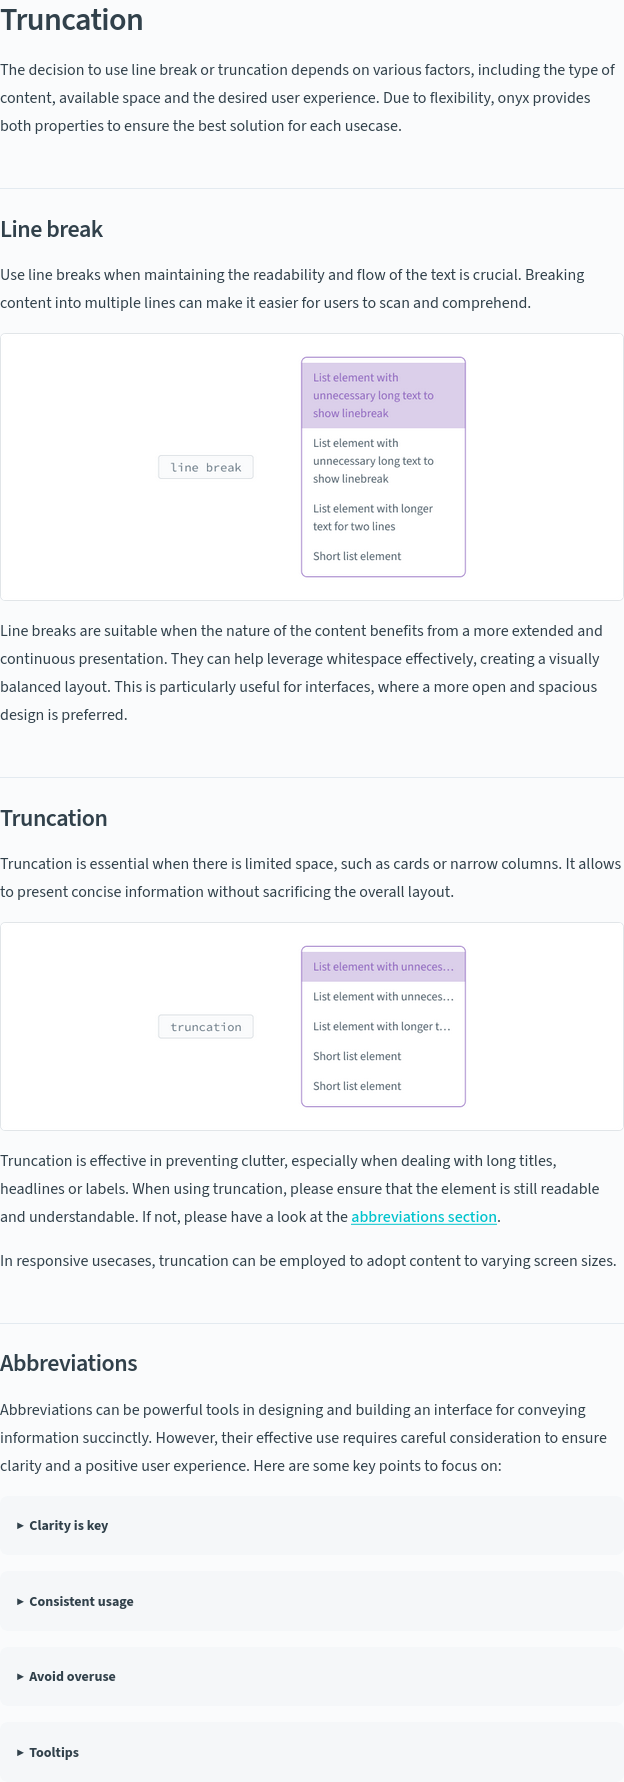 Truncation
The decision to use line break or truncation depends on various factors, including the type of
content, available space and the desired user experience. Due to flexibility, onyx provides
both properties to ensure the best solution for each usecase.
Line break
Use line breaks when maintaining the readability and flow of the text is crucial. Breaking
content into multiple lines can make it easier for users to scan and comprehend.
line break
List element with
unnecessary long text to
show linebreak
List element with
unnecessary long text to
show linebreak
List element with longer
text for two lines
Short list element
Line breaks are suitable when the nature of the content benefits from a more extended and
continuous presentation. They can help leverage whitespace effectively, creating a visually
balanced layout. This is particularly useful for interfaces, where a more open and spacious
design is preferred.
Truncation
Truncation is essential when there is limited space, such as cards or narrow columns. It allows
to present concise information without sacrificing the overall layout.
truncation
List element with unneces...
List element with unneces...
List element with longer t...
Short list element
Short list element
Truncation is effective in preventing clutter, especially when dealing with long titles,
headlines or labels. When using truncation, please ensure that the element is still readable
and understandable. If not, please have a look at the abbreviations section.
In responsive usecases, truncation can be employed to adopt content to varying screen sizes.
Abbreviations
Abbreviations can be powerful tools in designing and building an interface for conveying
information succinctly. However, their effective use requires careful consideration to ensure
clarity and a positive user experience. Here are some key points to focus on:
Clarity is key
Consistent usage
Avoid overuse
Tooltips